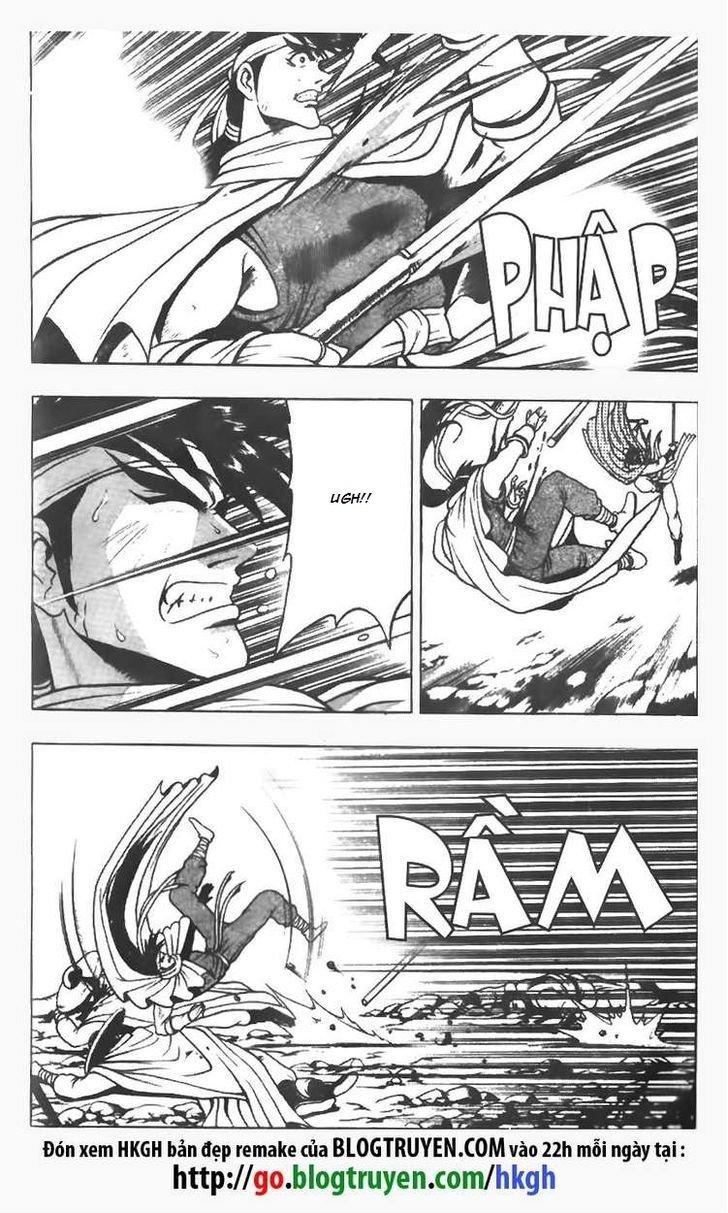 PHẬP
UGH!!
RẦM
Đón xem HKGH bản đẹp remake của BLOGTRUYEN.COM vào 22h mỗi ngày tại :
http://go.blogtruyen.com/hkgh